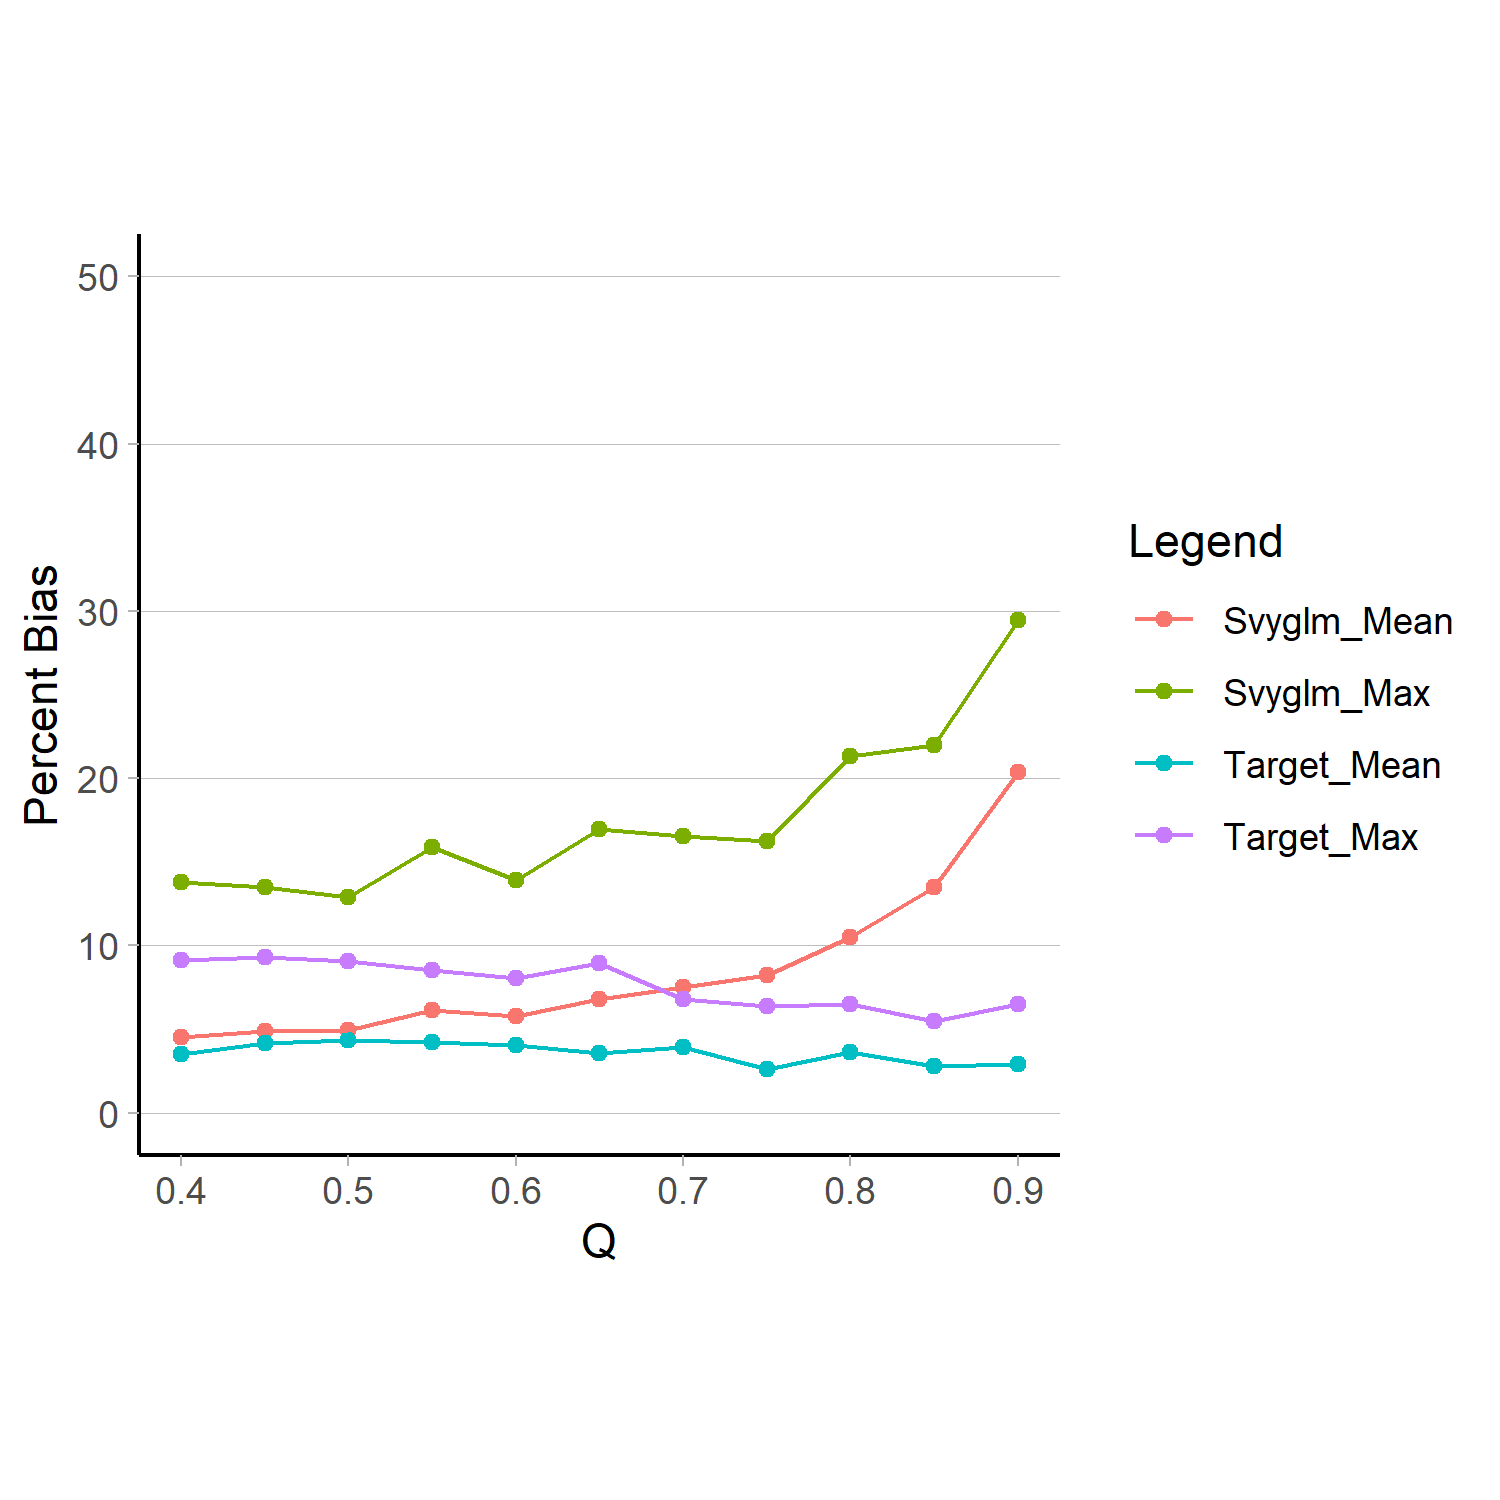 50
40
30
20
10
0
Percent Bias
0.4 0.5 0.6 0.7 0.8 0.9
Q
Legend
Svyglm_Mean
Svyglm_Max
Target_Mean
Target_Max